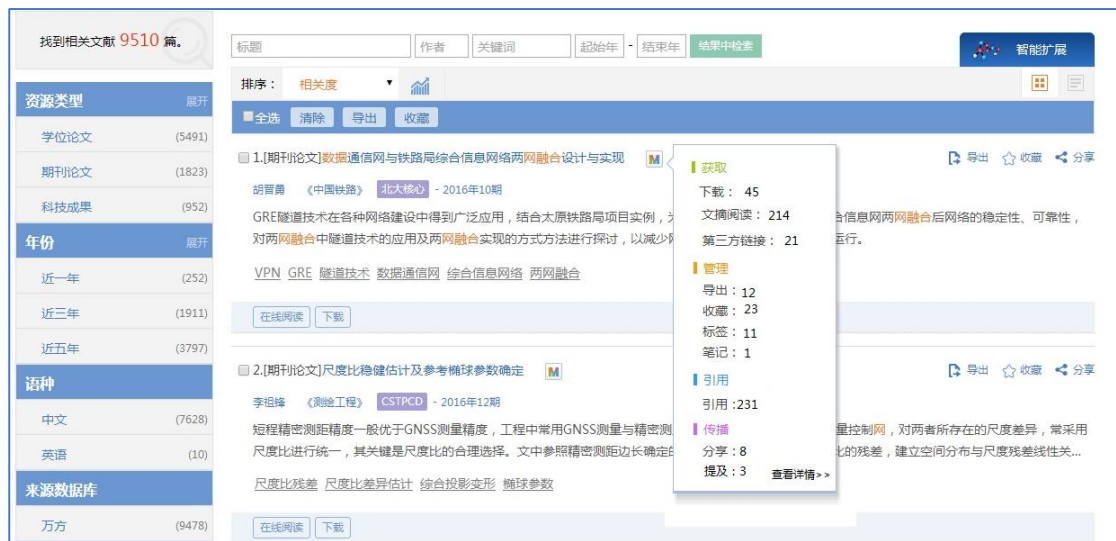 找到相关文献 9510 篇。
标题 作者 关键词 起始年 - 结束年 结果中检索 智能扩展
排序： 相关度
资源类型 展开
学位论文 (5491)
期刊论文 (1823)
科技成果 (952)
年份 展开
近一年 (252)
近三年 (1911)
近五年 (3797)
语种
中文 (7628)
英语 (10)
来源数据库
万方 (9478)
全选 清除 导出 收藏
1.[期刊论文]数据通信网与铁路局综合信息网络两网融合设计与实现 M 导出 收藏 分享
胡晋勇 《中国铁路》 北大核心 - 2016年10期
GRE隧道技术在各种网络建设中得到广泛应用，结合太原铁路局项目实例，
合信息网两网融合后网络的稳定性、可靠性，
对两网融合中隧道技术的应用及两网融合实现的方式方法进行探讨，以减少
运行。
VPN GRE 隧道技术 数据通信网 综合信息网络 两网融合
在线阅读 下载
获取
下载： 45
文摘阅读：214
第三方链接：21
管理
导出：12
收藏：23
标签：11
笔记：1
引用
引用:231
传播
分享：8
提及：3 查看详情>>
2.[期刊论文]尺度比稳健估计及参考椭球参数确定 M 导出 收藏 分享
李祖锋 《测绘工程》 CSTPCD - 2016年12期
短程精密测距精度一般优于GNSS测量精度，工程中常用GNSS测量与精密测
量控制网，对两者所存在的尺度差异，常采用
尺度比进行统一，其关键是尺度比的合理选择。文中参照精密测距边长确定
比的残差，建立空间分布与尺度残差线性关...
尺度比残差 尺度比差异估计 综合投影变形 椭球参数
在线阅读 下载